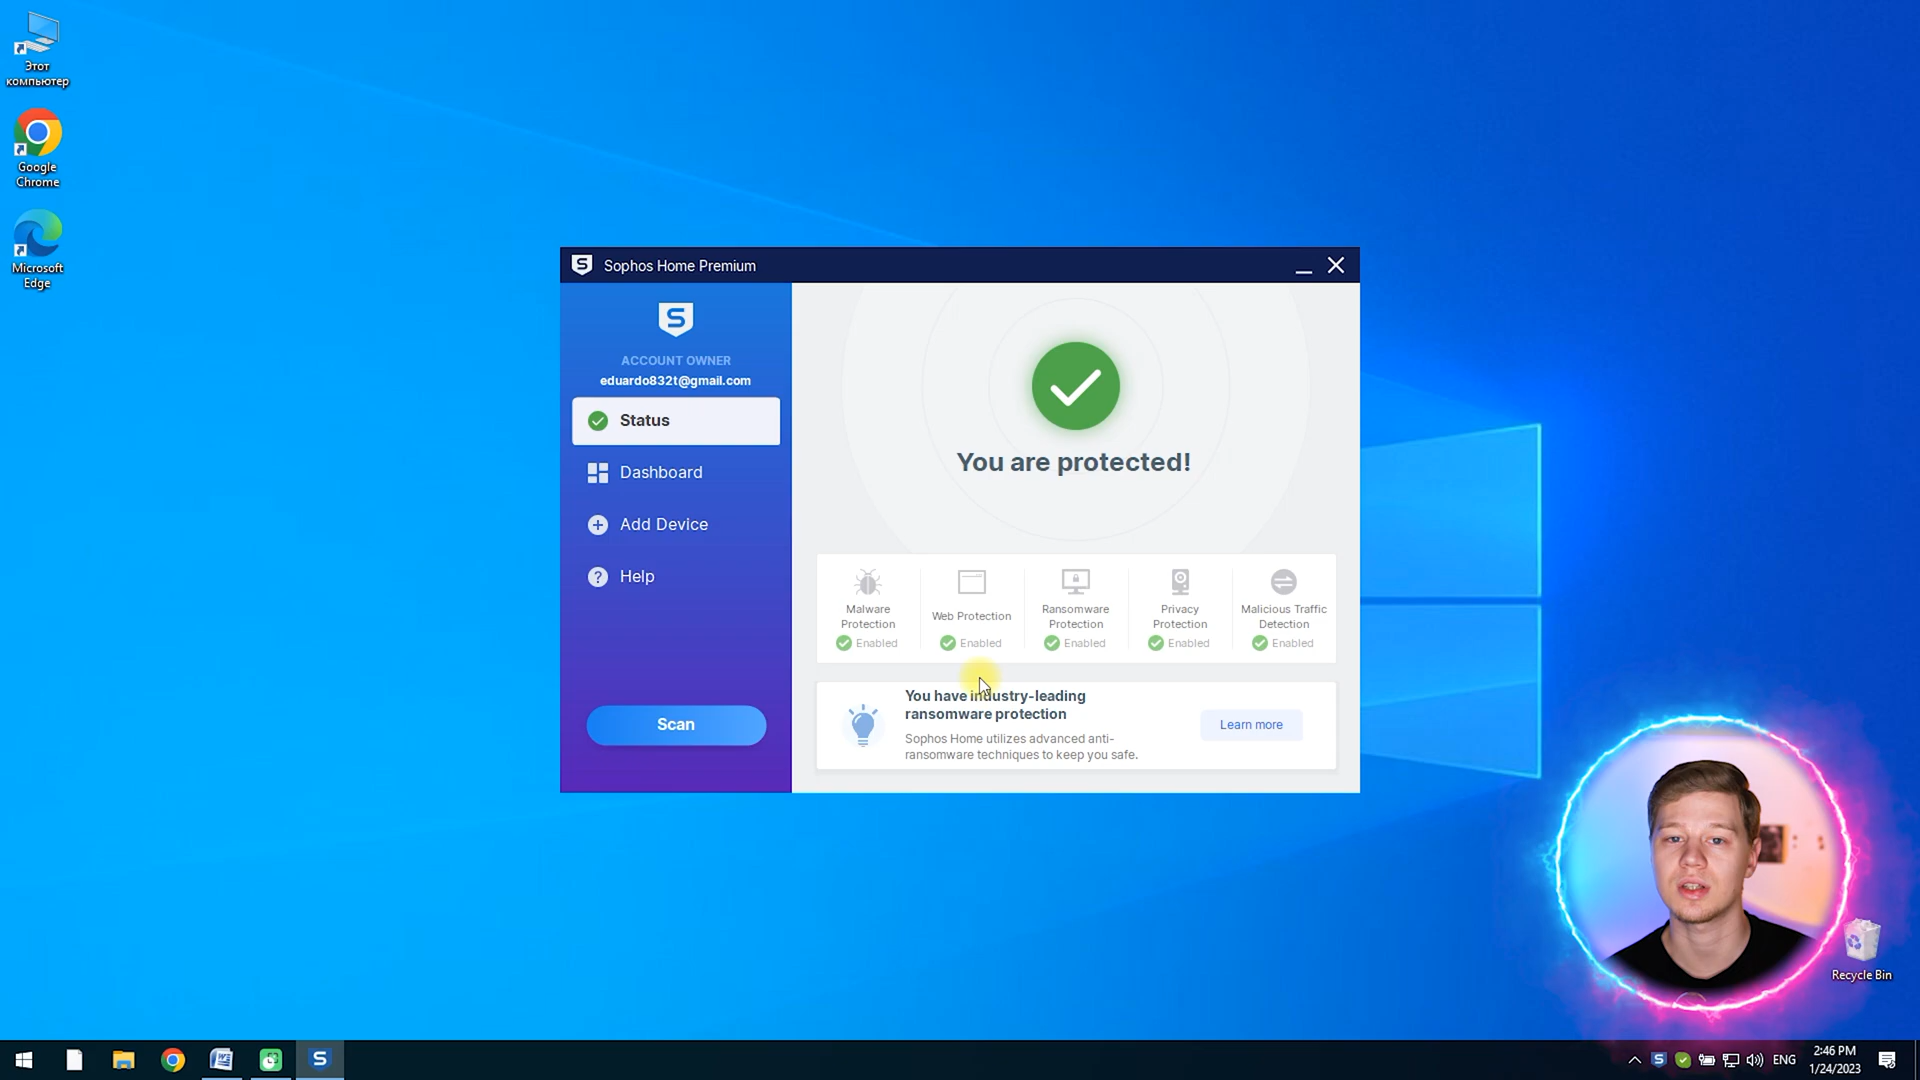 Этот
компьютер
Google
Chrome
Microsoft
Edge
Sophos Home Premium
ACCOUNT OWNER
eduardo832t@gmail.com
Status
Dashboard
Add Device
Help
Scan
You are protected!
Malware
Protection
Enabled
Web Protection
Enabled
Ransomware
Protection
Enabled
Privacy
Protection
Enabled
Malicious Traffic
Detection
Enabled
You have industry-leading
ransomware protection
Sophos Home utilizes advanced anti-
ransomware techniques to keep you safe.
Learn more
Recycle Bin
ENG
2:46 PM
1/24/2023